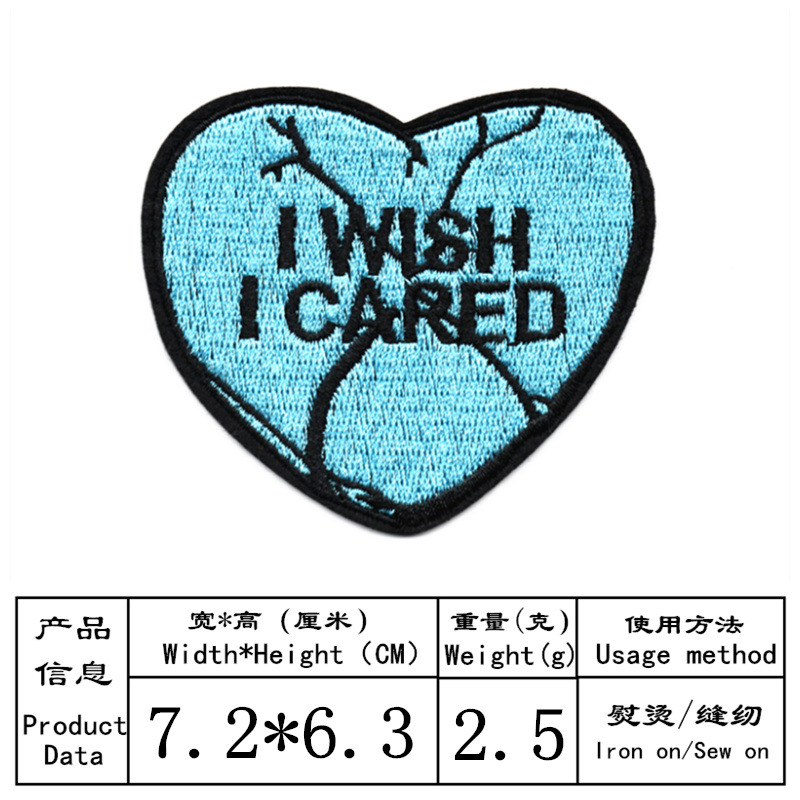 I WISH
I CARED
产品
信息
Product
Data
宽*高 (厘米)
Width*Height (CM)
重量(克)
Weight(g)
使用方法
Usage method
7.2*6.3
2.5
熨烫/缝纫
Iron on/Sew on